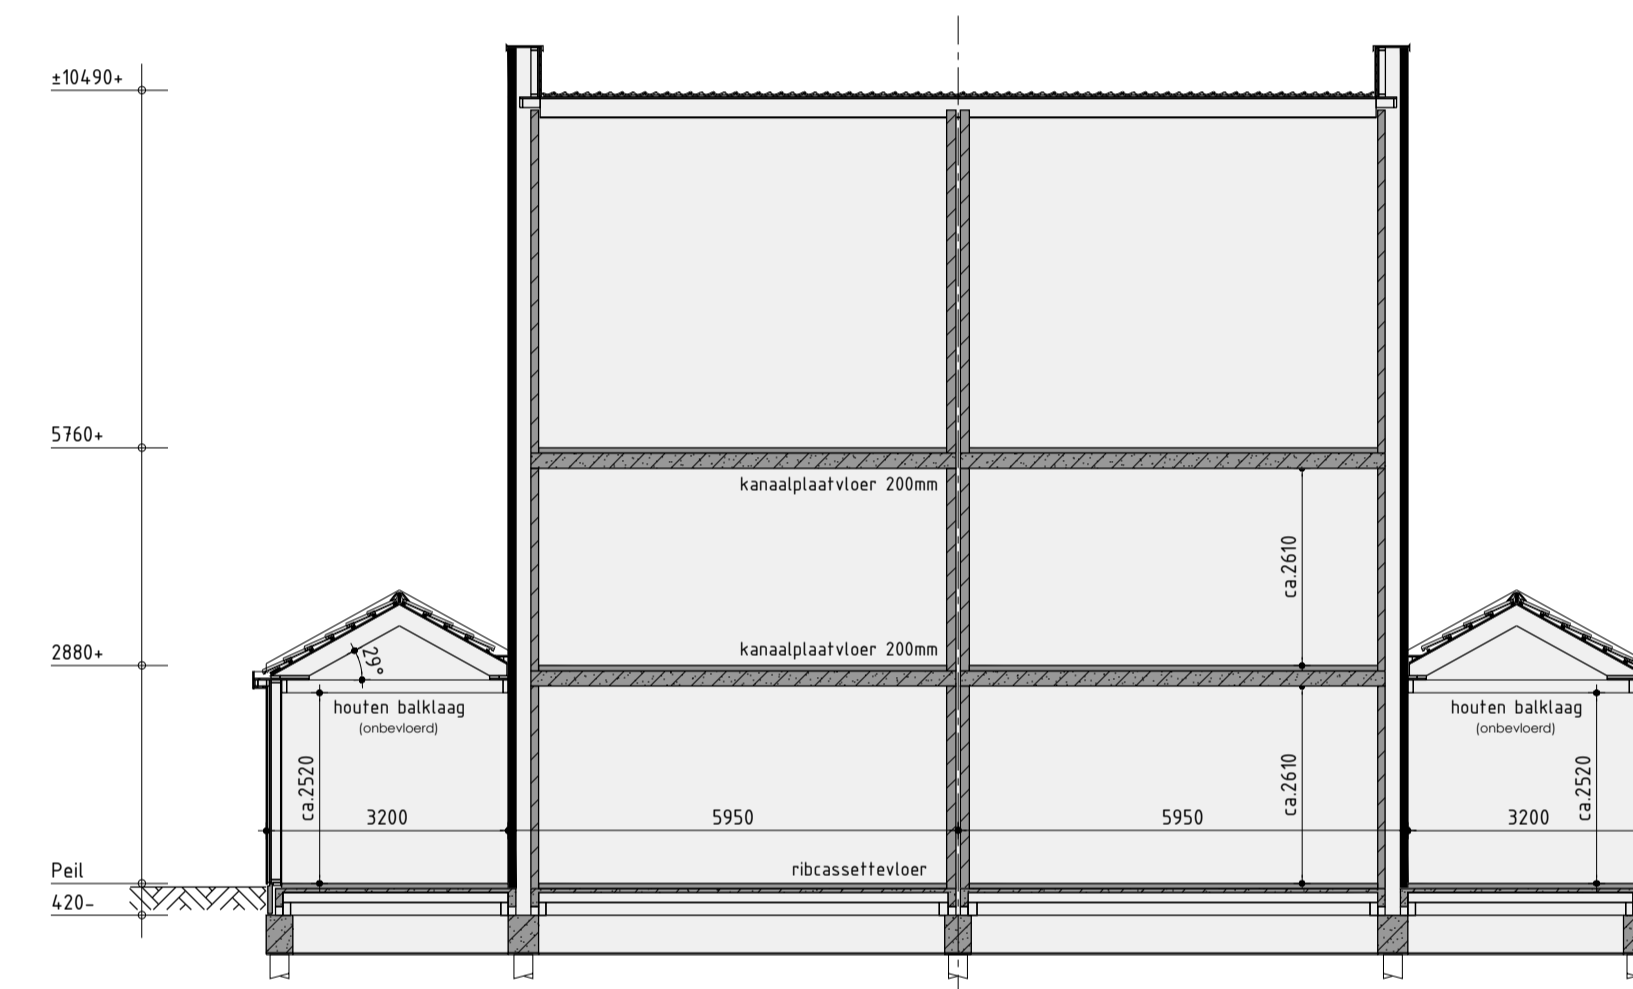 ±10490+
5760+
kanaalplaatvloer 200mm
ca.2610
2880+
kanaalplaatvloer 200mm
29°
houten balklaag
(onbevloerd)
houten balklaag
(onbevloerd)
ca.2520
ca.2610
ca.2520
3200
5950
5950
3200
Peil
ribcassettevloer
420-